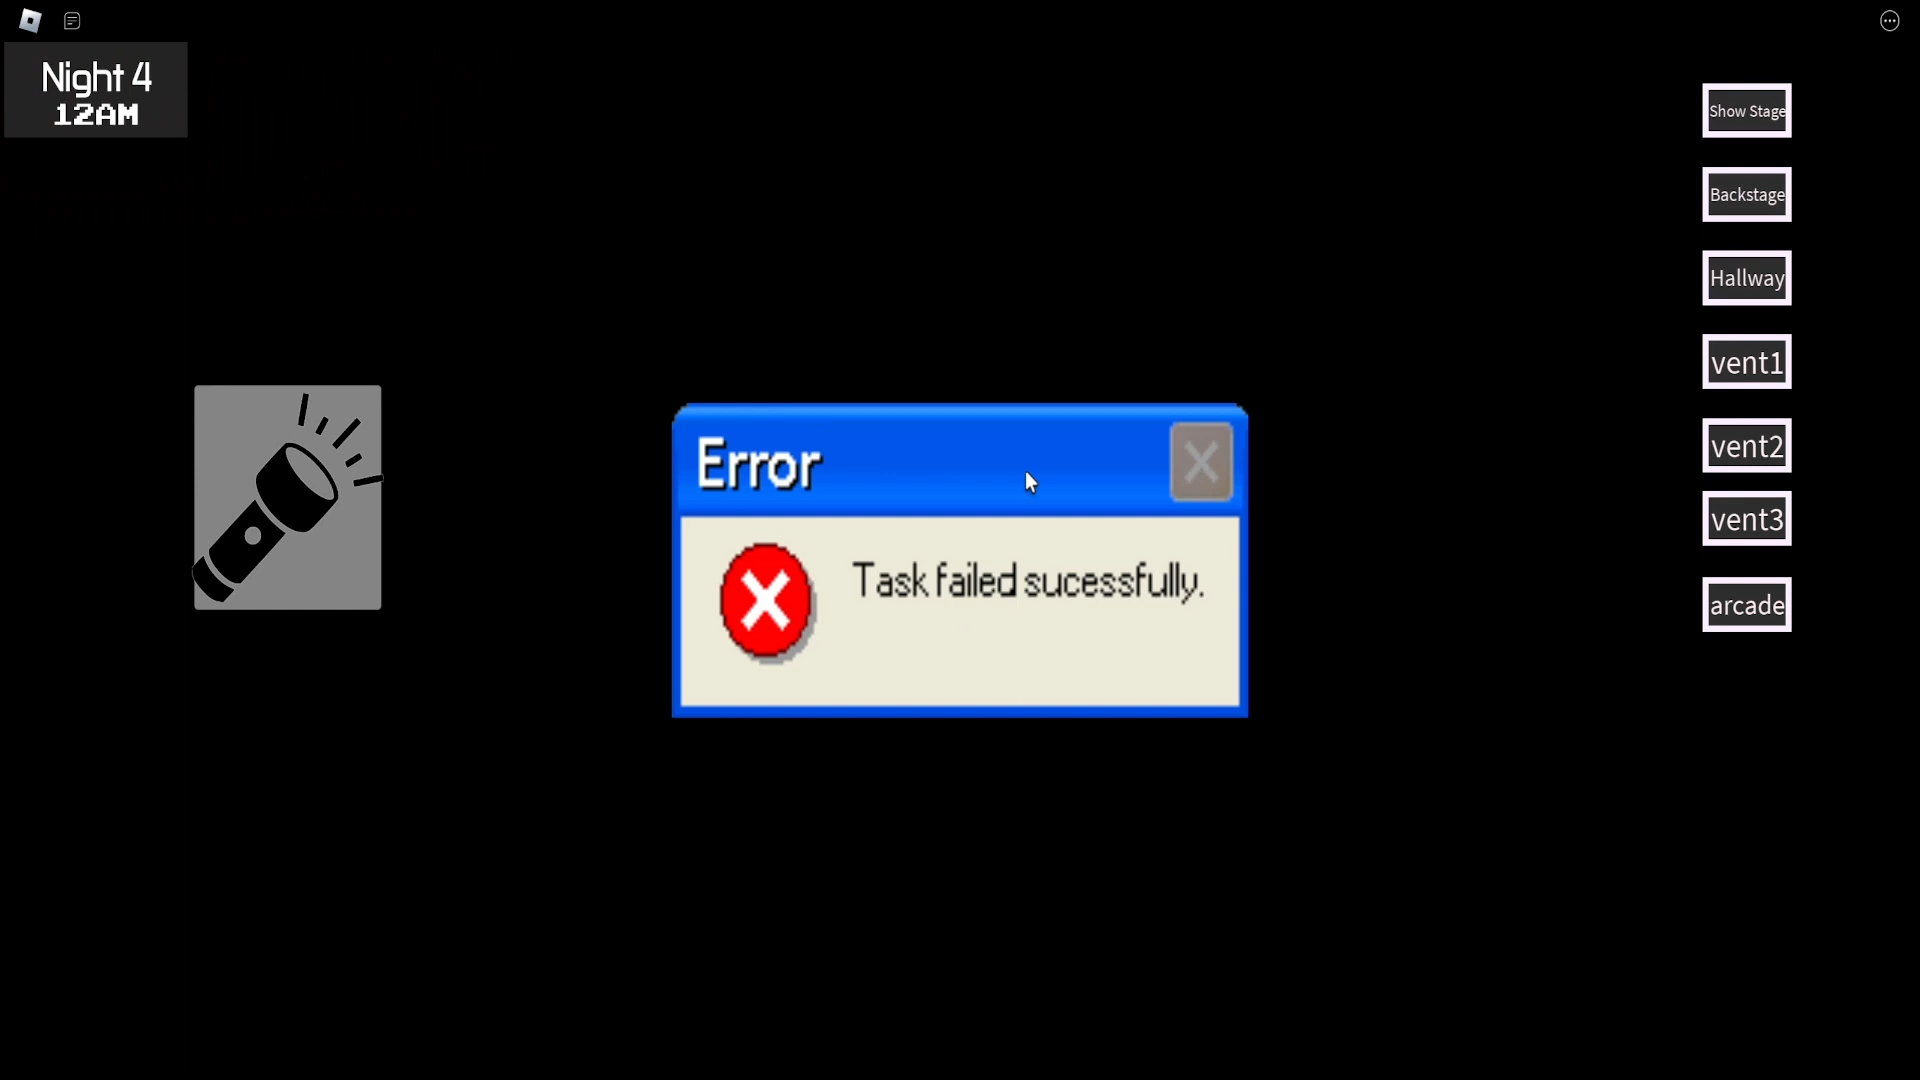 Night 4
12AM
Show Stage
Backstage
Hallway
vent1
vent2
vent3
arcade
Error
Task failed sucessfully.